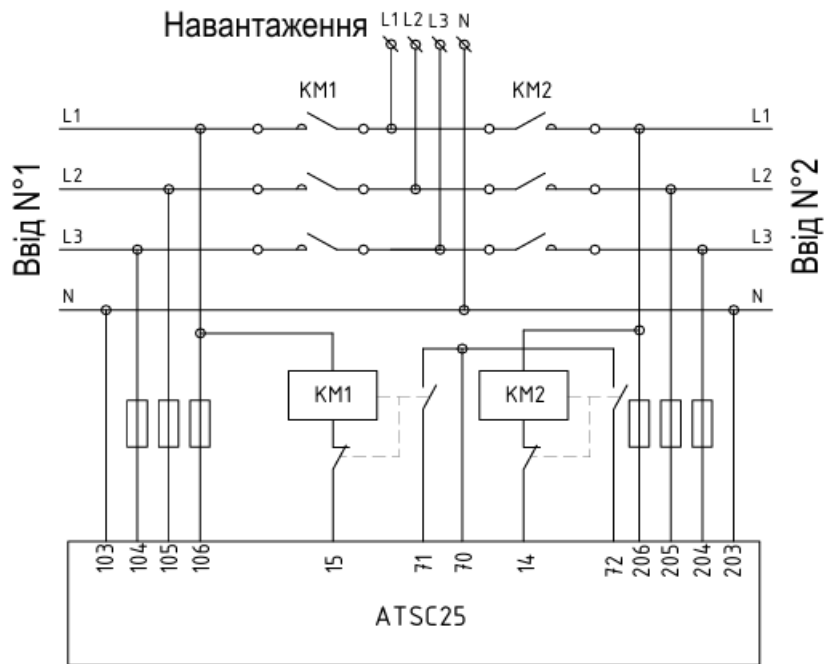 Навантаження L1 L2 L3 N
KM1 KM2
L1 L1
L2 L2
Ввід N°1 Ввід N°2
L3 L3
N N
KM1 KM2
103 104 105 106 15 71 70 14 72 206 205 204 203
ATSC25